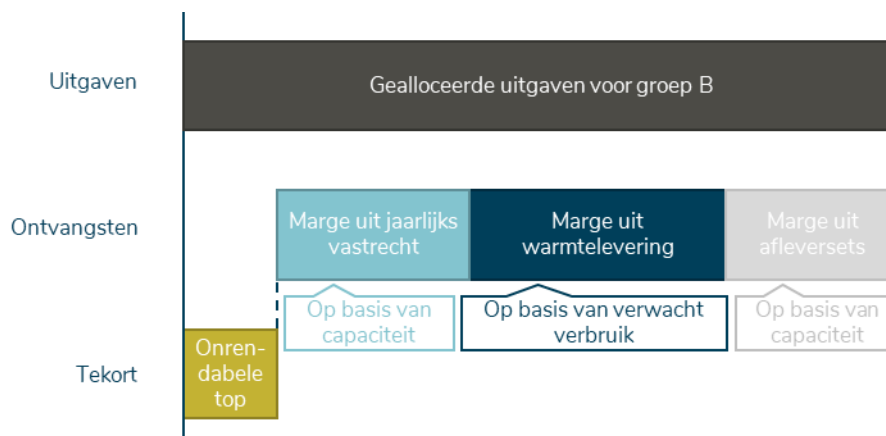 Uitgaven
Gealloceerde uitgaven voor groep B
Ontvangsten
Marge uit jaarlijks
vastrecht
Marge uit
warmtelevering
Marge uit
afleversets
Op basis van
capaciteit
Op basis van verwacht
verbruik
Op basis van
capaciteit
Tekort
Onren-
dabele
top